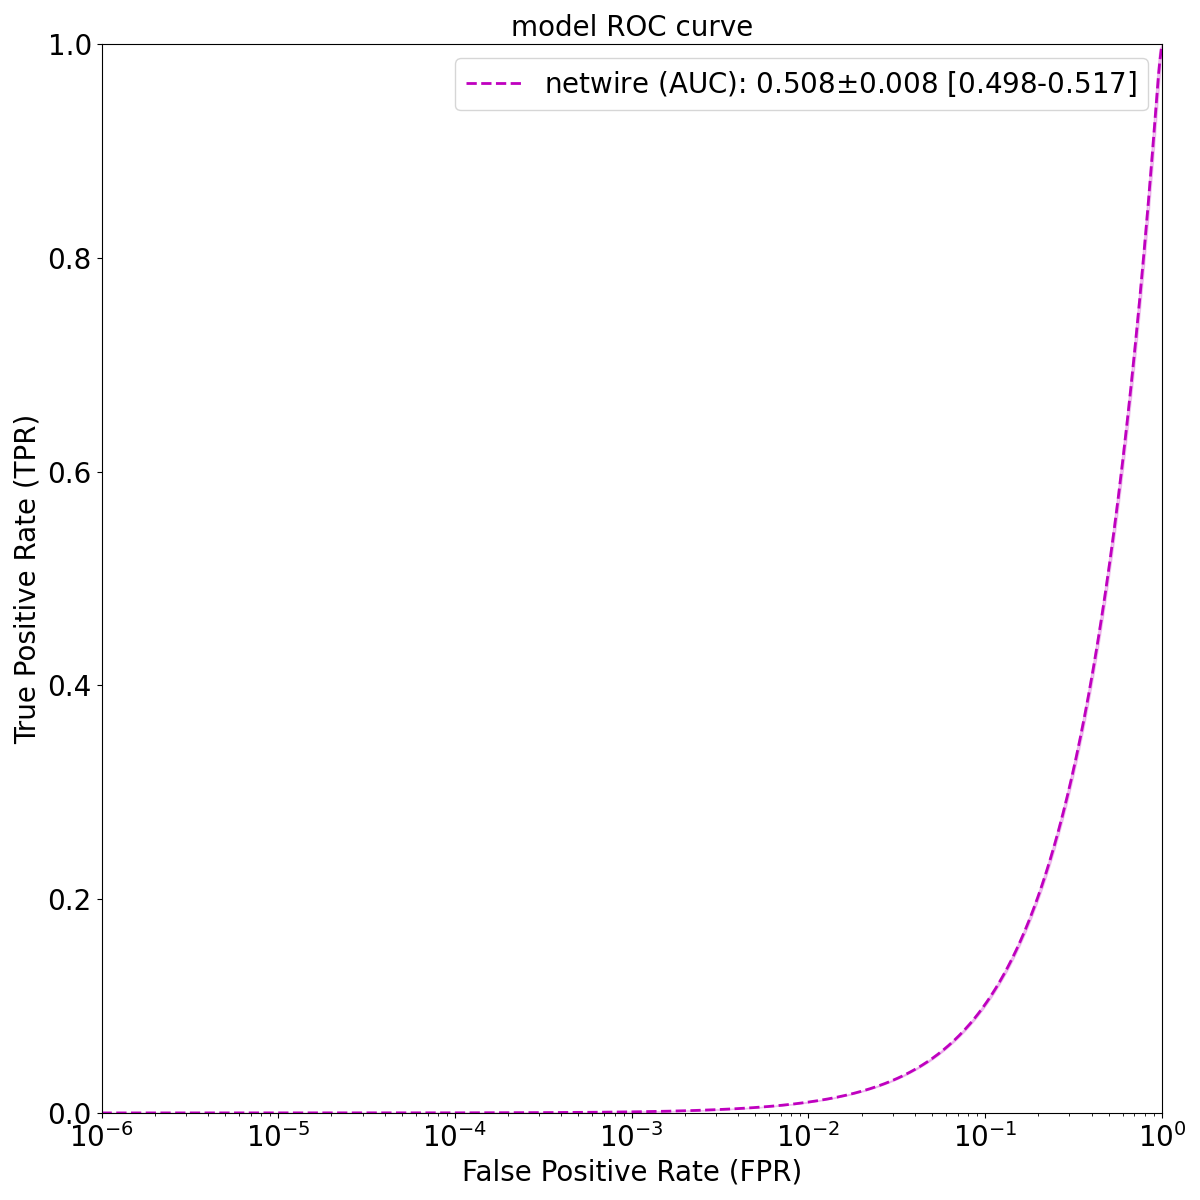 model ROC curve
netwire (AUC): 0.508±0.008 [0.498-0.517]
True Positive Rate (TPR)
1.0
0.8
0.6
0.4
0.2
0.0
10⁻⁶ 10⁻⁵ 10⁻⁴ 10⁻³ 10⁻² 10⁻¹ 10⁰
False Positive Rate (FPR)